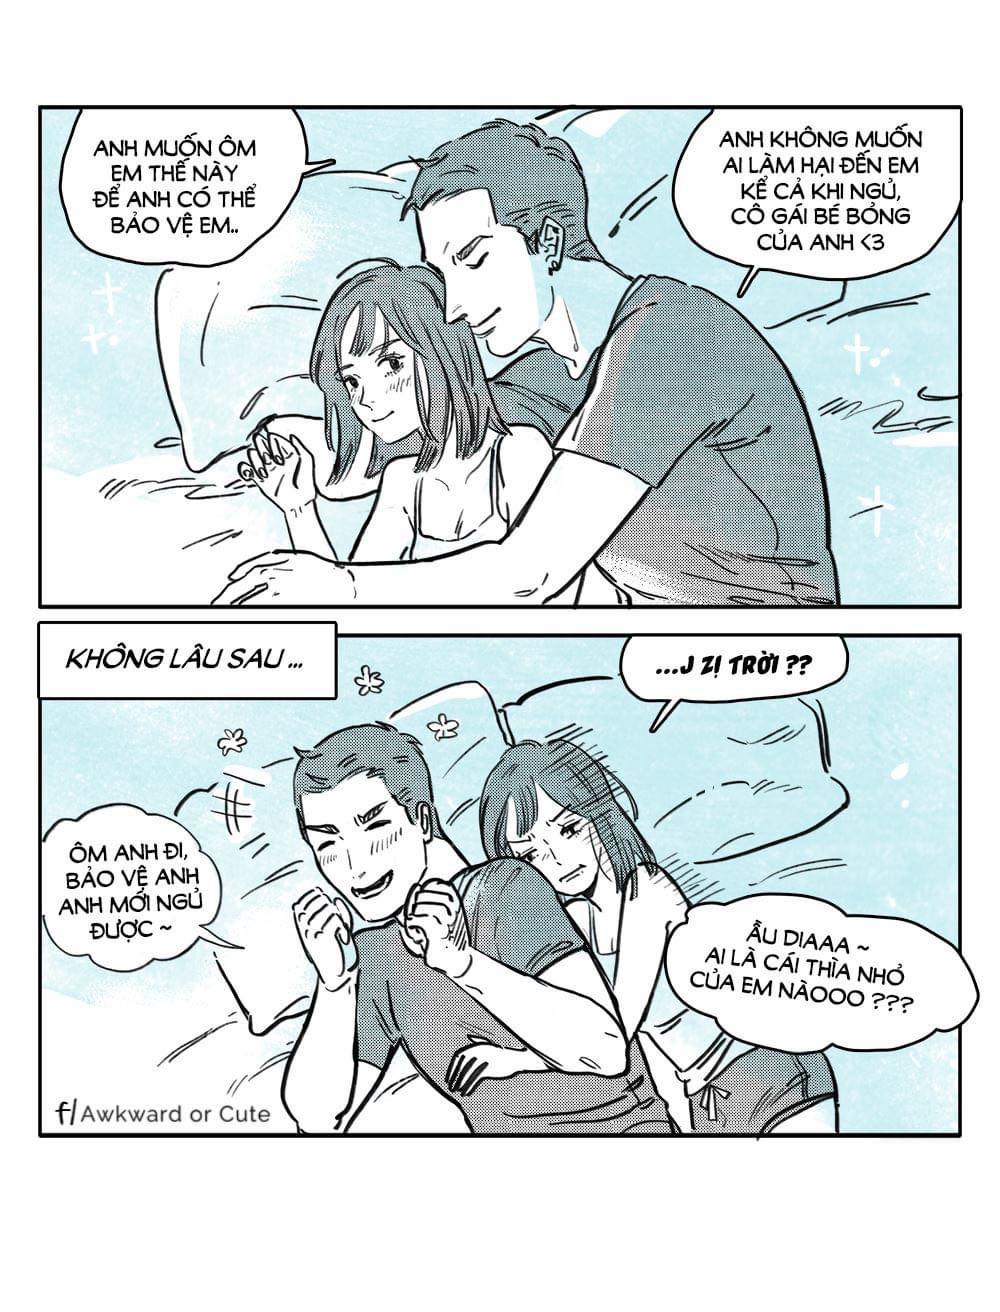 ANH MUỐN ÔM
EM THẾ NÀY
ĐỂ ANH CÓ THỂ
BẢO VỆ EM..
ANH KHÔNG MUỐN
AI LÀM HẠI ĐẾN EM
KỂ CẢ KHI NGỦ,
CÔ GÁI BÉ BỎNG
CỦA ANH <3
KHÔNG LÂU SAU ...
...J ZỊ TRỜI ??
ÔM ANH ĐI,
BẢO VỆ ANH
ANH MỚI NGỦ
ĐƯỢC ~
ẦU DIAAA ~
AI LÀ CÁI THÌA NHỎ
CỦA EM NÀOOO ???
f/ Awkward or Cute